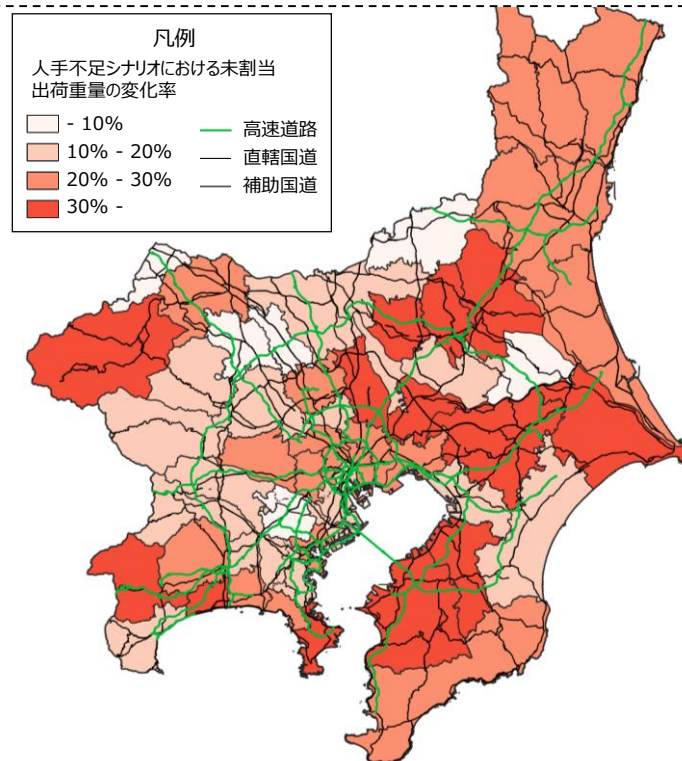 凡例
人手不足シナリオにおける未割当
出荷重量の変化率
- 10%
10% - 20%
20% - 30%
30% -
高速道路
直轄国道
補助国道